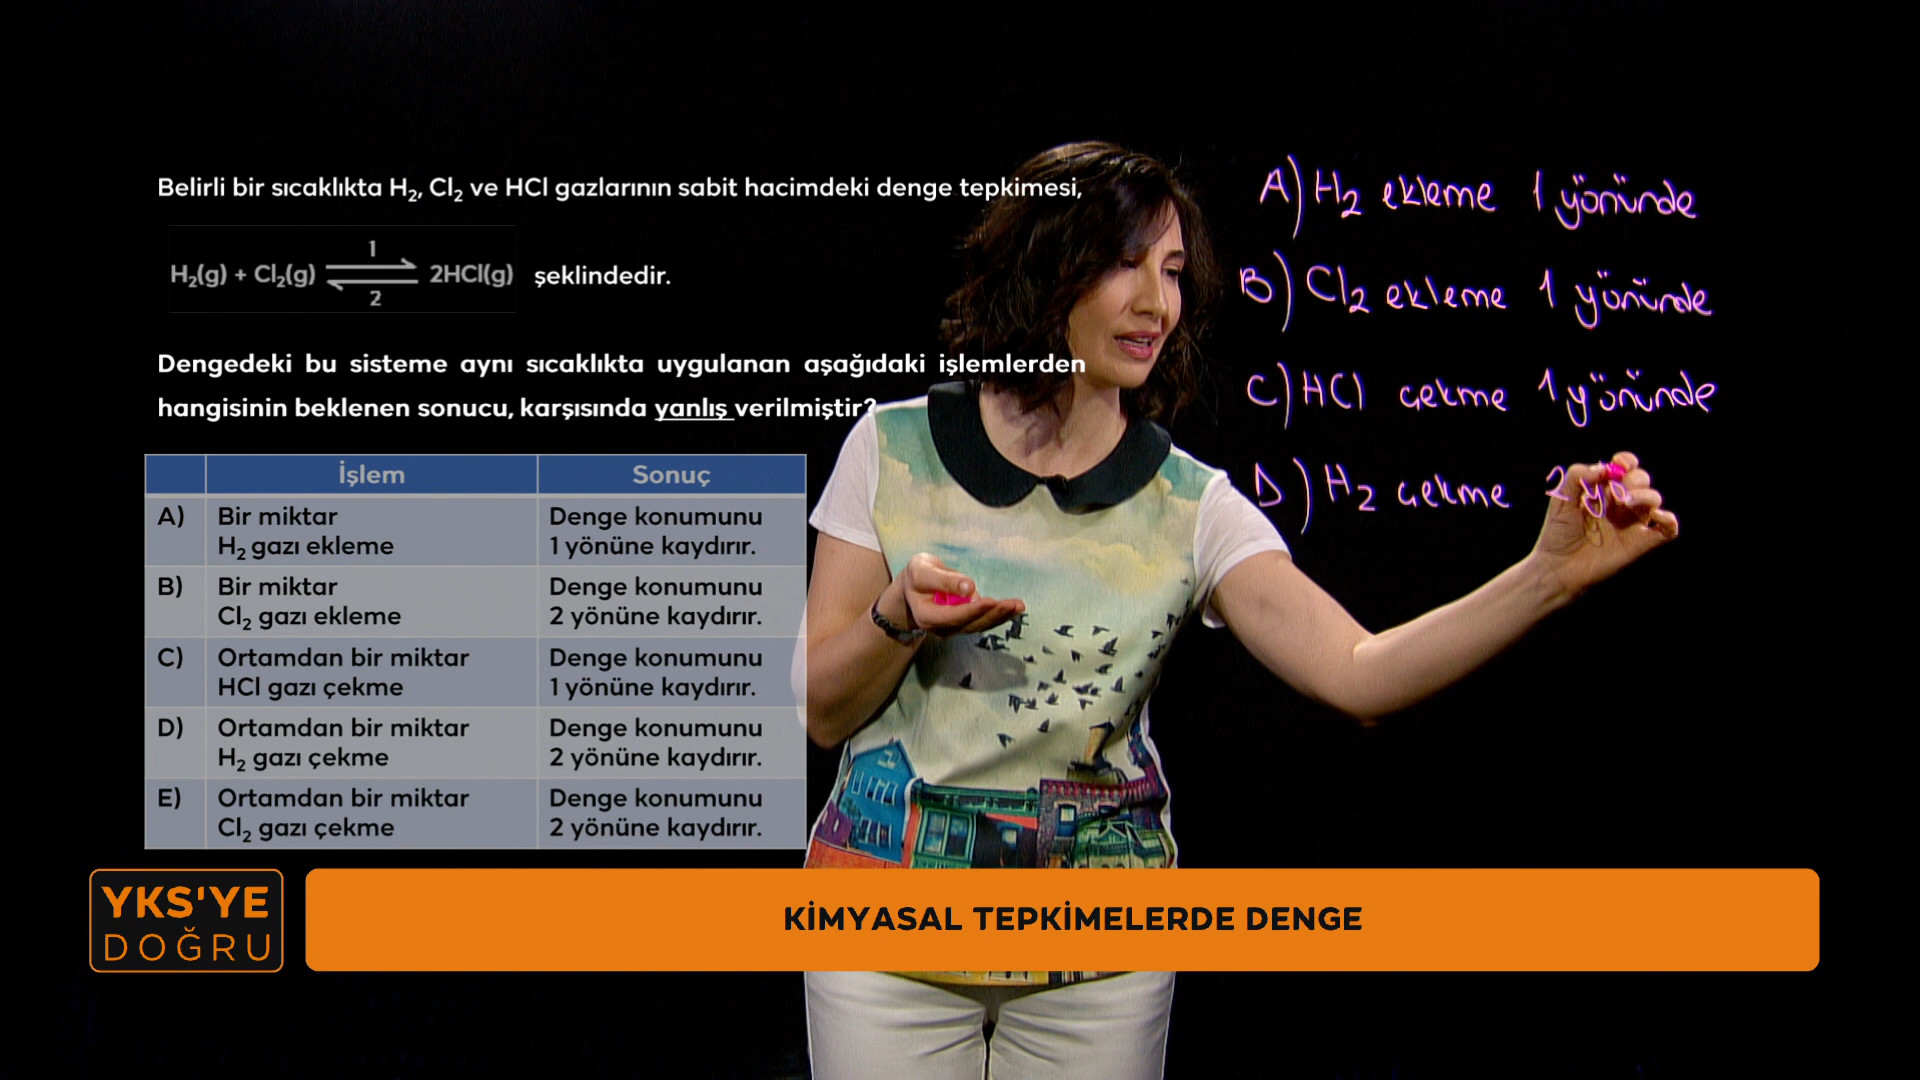 Belirli bir sıcaklıkta H₂, Cl₂ ve HCl gazlarının sabit hacimdeki denge tepkimesi,
1
H₂(g) + Cl₂(g) ⇌ 2HCl(g) şeklindedir.
2
Dengedeki bu sisteme aynı sıcaklıkta uygulanan aşağıdaki işlemlerden
hangisinin beklenen sonucu, karşısında yanlış verilmiştir?
İşlem Sonuç
A) Bir miktar Denge konumunu
H₂ gazı ekleme 1 yönüne kaydırır.
B) Bir miktar Denge konumunu
Cl₂ gazı ekleme 2 yönüne kaydırır.
C) Ortamdan bir miktar Denge konumunu
HCl gazı çekme 1 yönüne kaydırır.
D) Ortamdan bir miktar Denge konumunu
H₂ gazı çekme 2 yönüne kaydırır.
E) Ortamdan bir miktar Denge konumunu
Cl₂ gazı çekme 2 yönüne kaydırır.
A) H₂ ekleme 1 yönünde
B) Cl₂ ekleme 1 yönünde
C) HCl çekme 1 yönünde
D) H₂ çekme 2 yö
YKS'YE
DOĞRU
KİMYASAL TEPKİMELERDE DENGE